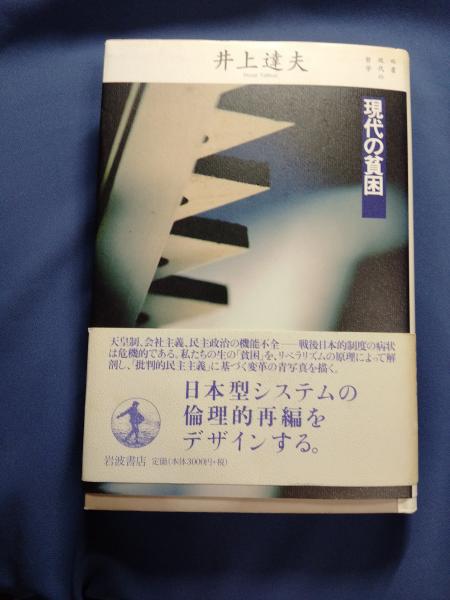 井上達夫
Inoue Tatsuo
双書
現代の
哲学
現代の貧困
天皇制、会社主義、民主政治の機能不全――戦後日本的制度の病状
は危機的である。私たちの生の「貧困」を、リベラリズムの原理によって解
剖し、「批判的民主主義」に基づく変革の青写真を描く。
日本型システムの
倫理的再編を
デザインする。
岩波書店 定価(本体3000円+税)